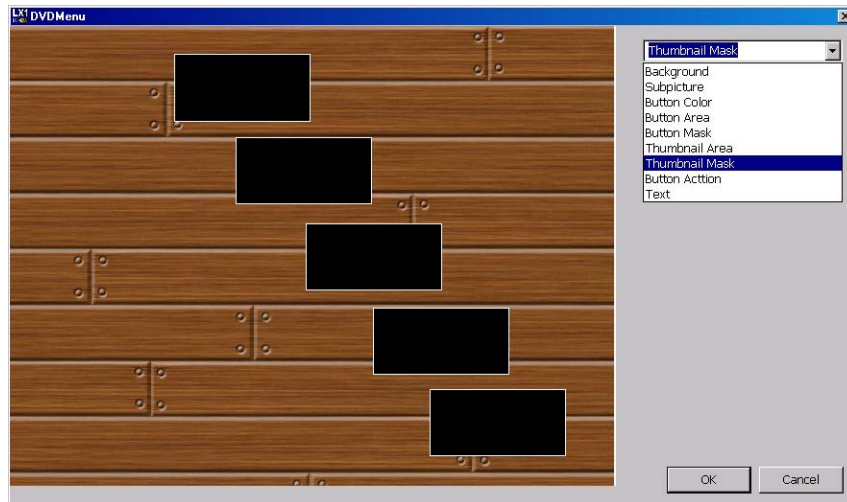 LX1 DVDMenu
Thumbnail Mask
Background
Subpicture
Button Color
Button Area
Button Mask
Thumbnail Area
Thumbnail Mask
Button Acttion
Text
OK Cancel